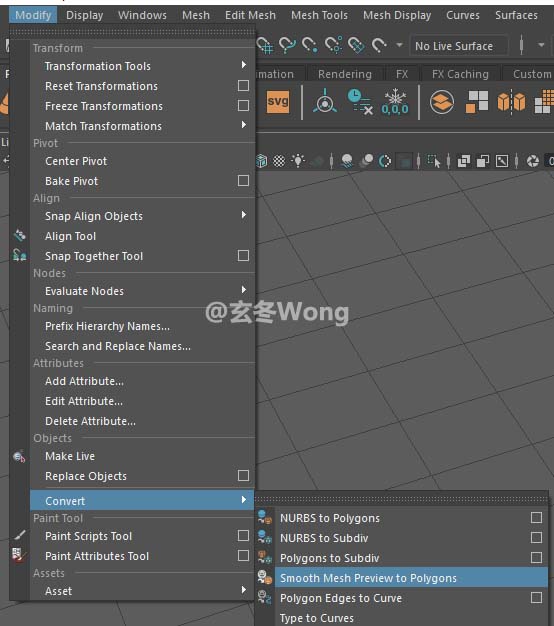 Modify Display Windows Mesh Edit Mesh Mesh Tools Mesh Display Curves Surfaces
Transform
No Live Surface
Transformation Tools
Rendering FX FX Caching Custom
Reset Transformations
svg
Freeze Transformations
0,0,0
Match Transformations
Pivot
Center Pivot
Bake Pivot
Align
Snap Align Objects
Align Tool
Snap Together Tool
Nodes
Evaluate Nodes
Naming
@玄冬Wong
Prefix Hierarchy Names...
Search and Replace Names...
Attributes
Add Attribute...
Edit Attribute...
Delete Attribute...
Objects
Make Live
Replace Objects
Convert
Paint Tool
NURBS to Polygons
Paint Scripts Tool
NURBS to Subdiv
Paint Attributes Tool
Polygons to Subdiv
Assets
Smooth Mesh Preview to Polygons
Asset
Polygon Edges to Curve
Type to Curves